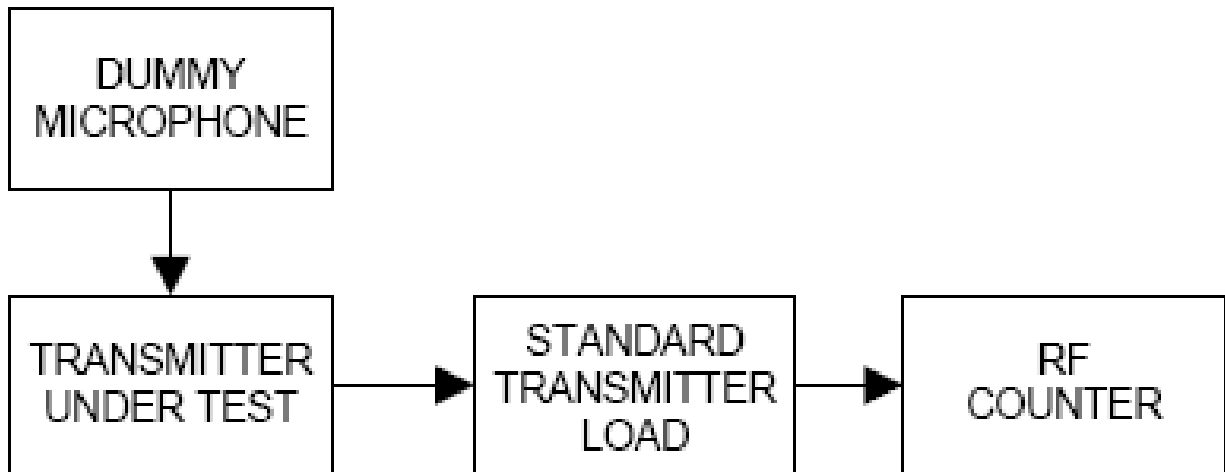 DUMMY
MICROPHONE
TRANSMITTER
UNDER TEST
STANDARD
TRANSMITTER
LOAD
RF
COUNTER